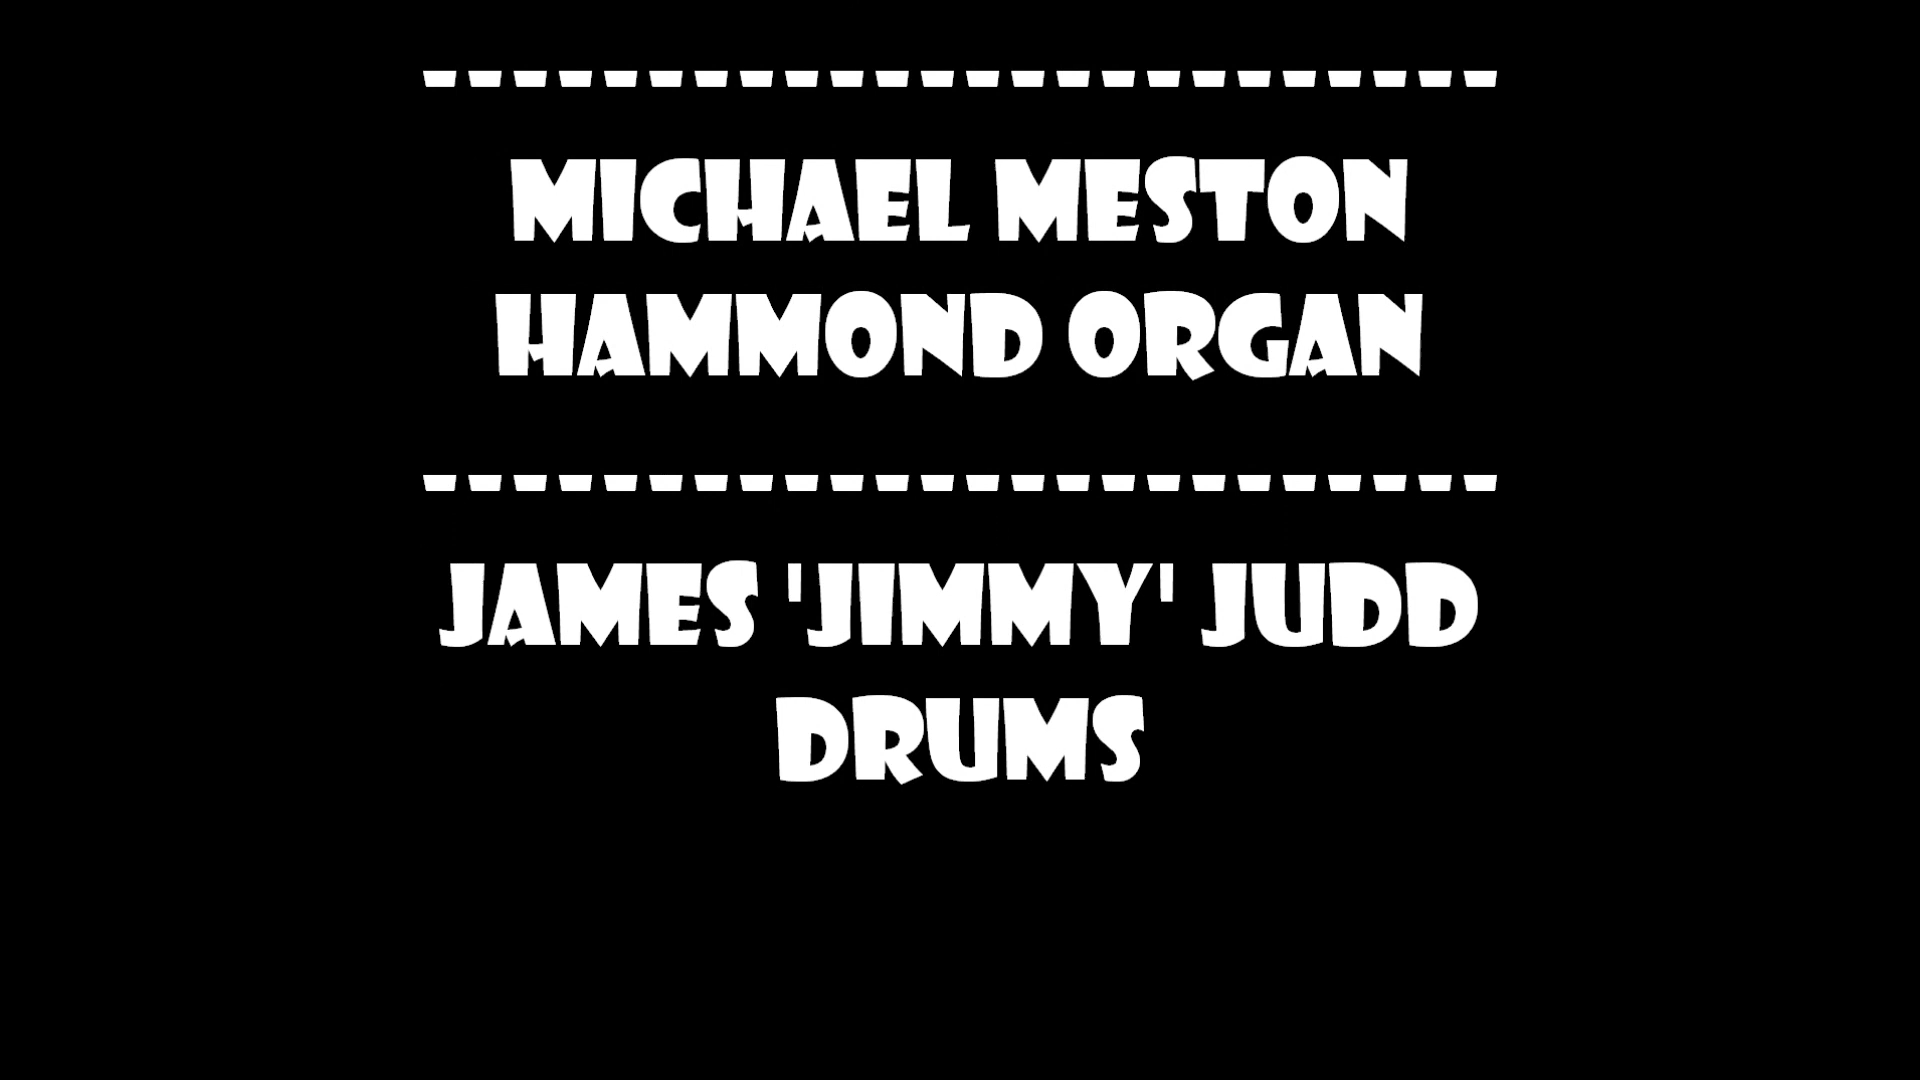 ------------------------
MICHAEL MESTON
HAMMOND ORGAN
------------------------
JAMES 'JIMMY' JUDD
DRUMS